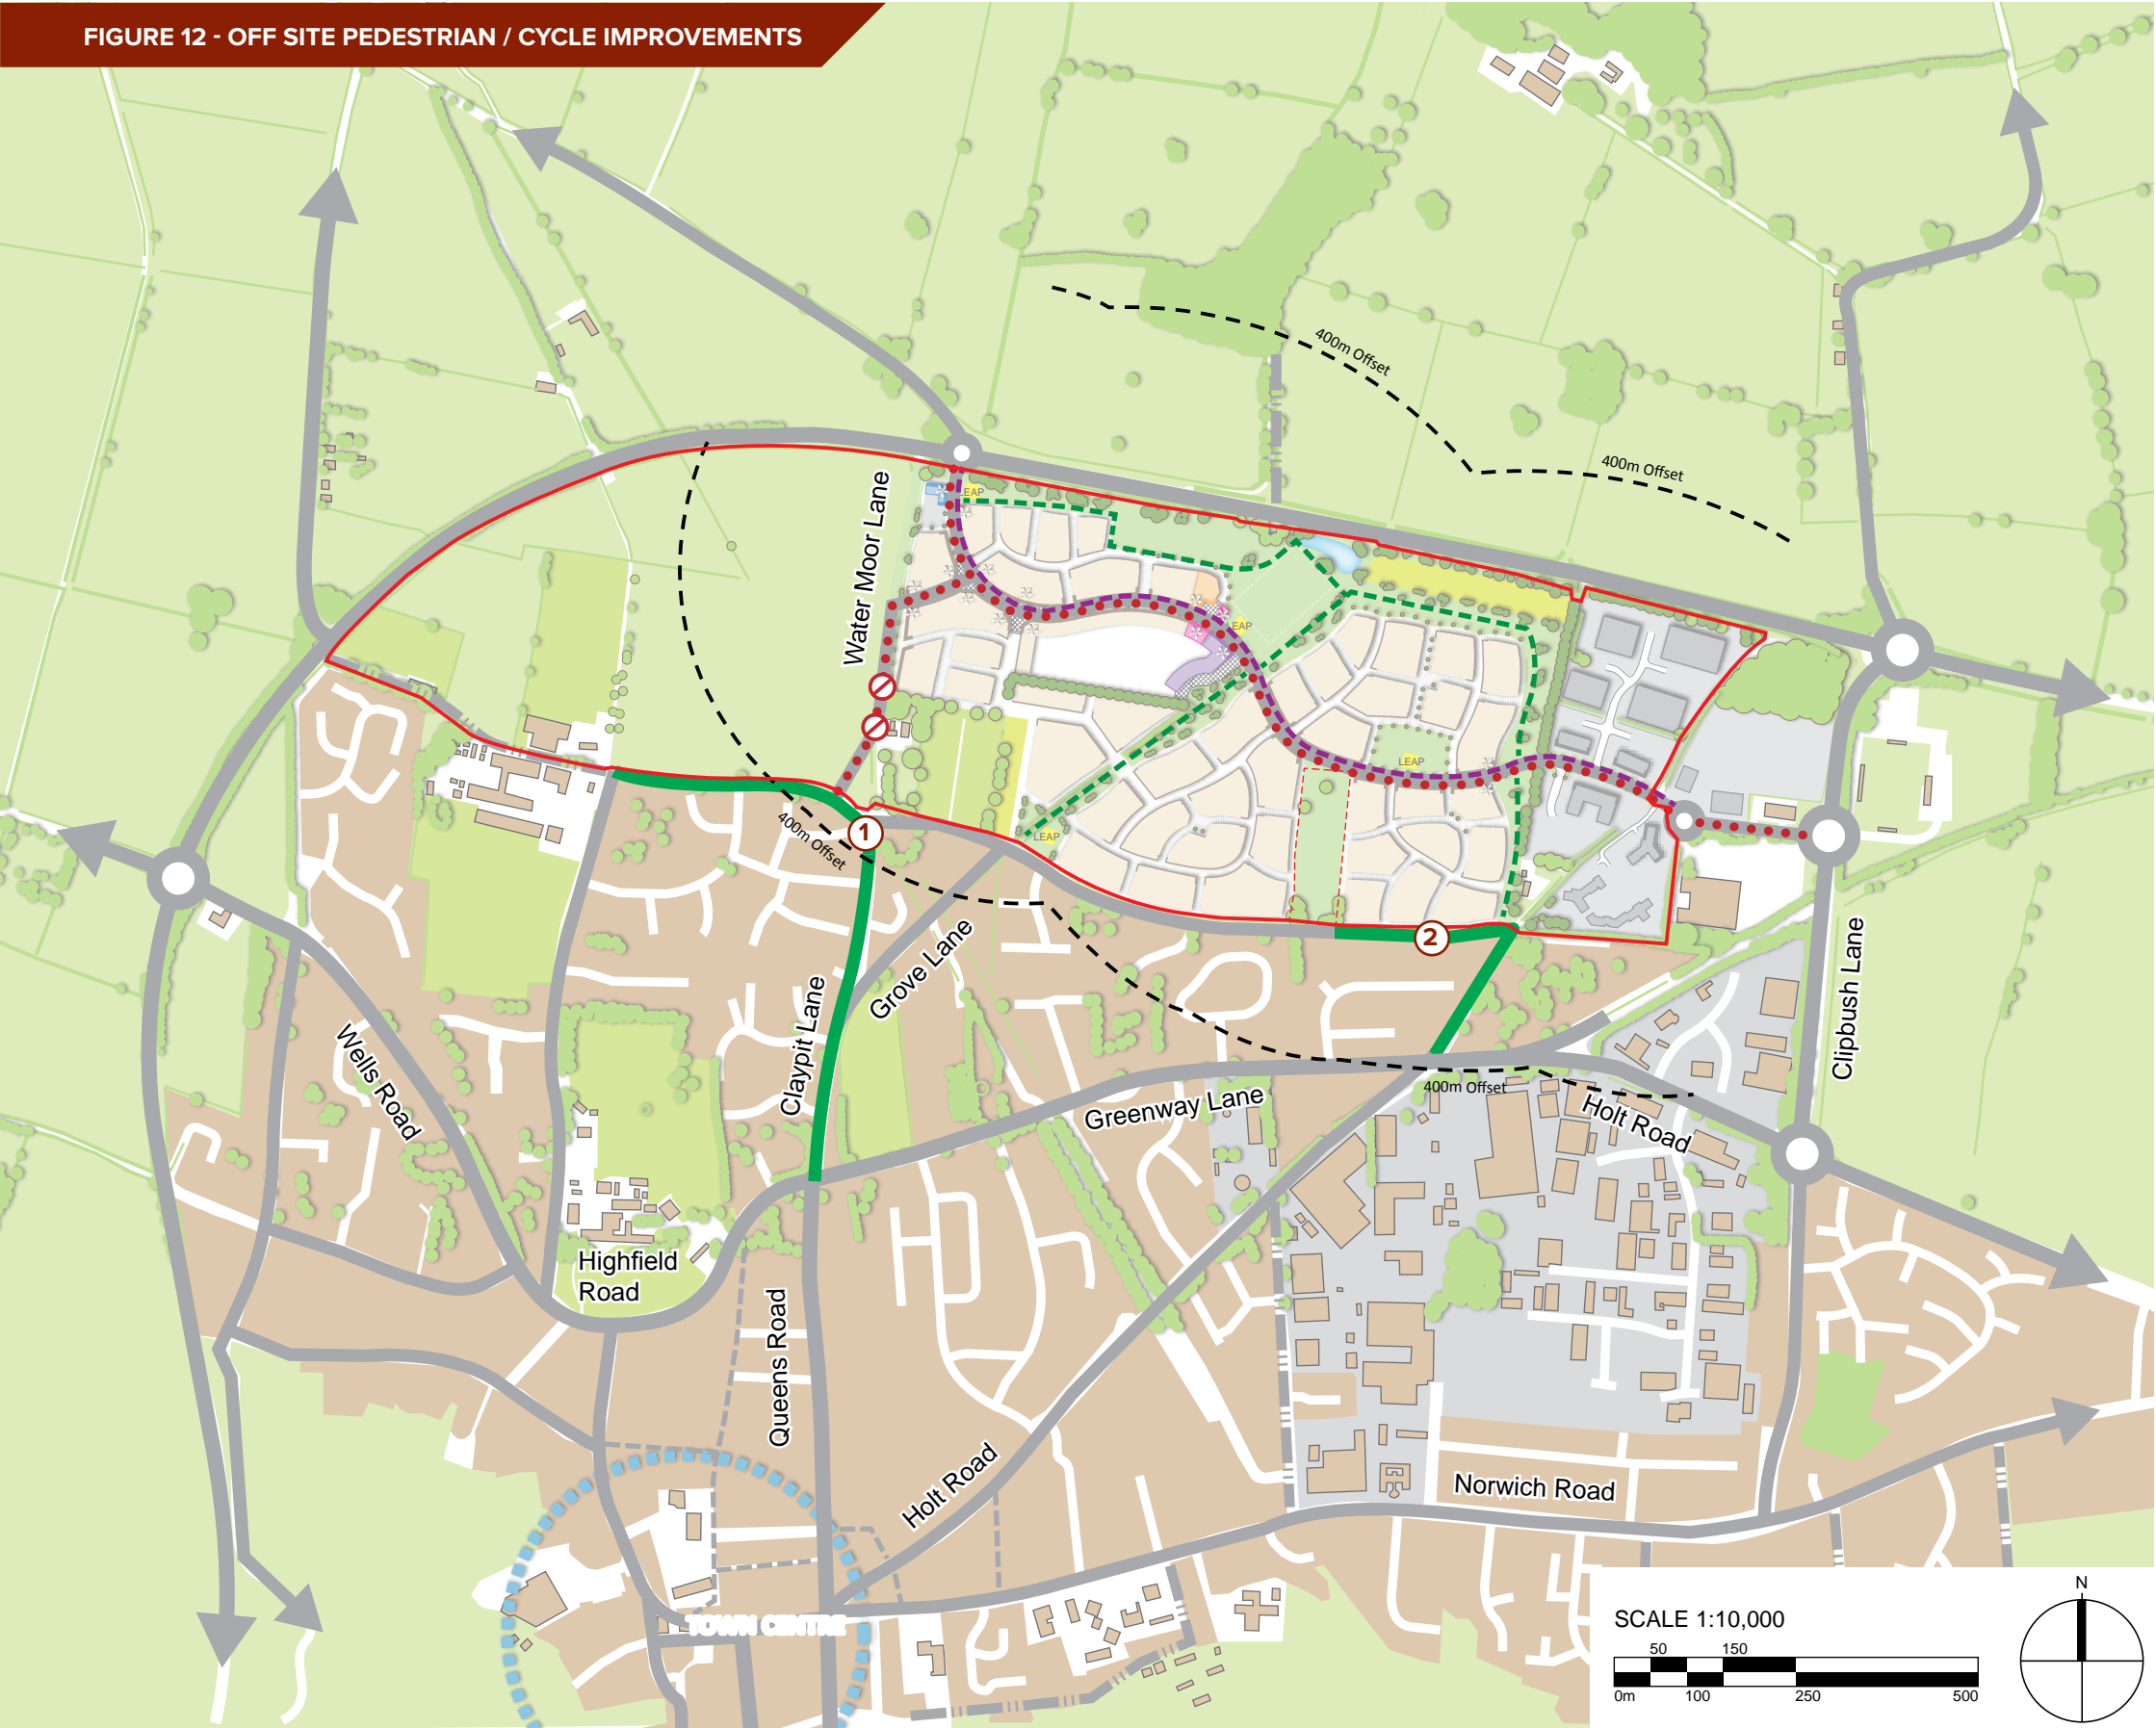 FIGURE 12 - OFF SITE PEDESTRIAN / CYCLE IMPROVEMENTS
400m Offset
400m Offset
Water Moor Lane
LEAP
LEAP
LEAP
LEAP
400m Offset
1
2
Grove Lane
Claypit Lane
Clipbush Lane
Wells Road
Greenway Lane
400m Offset
Holt Road
Highfield
Road
Queens Road
Holt Road
Norwich Road
TOWN CENTRE
SCALE 1:10,000
50 150
0m 100 250 500
N